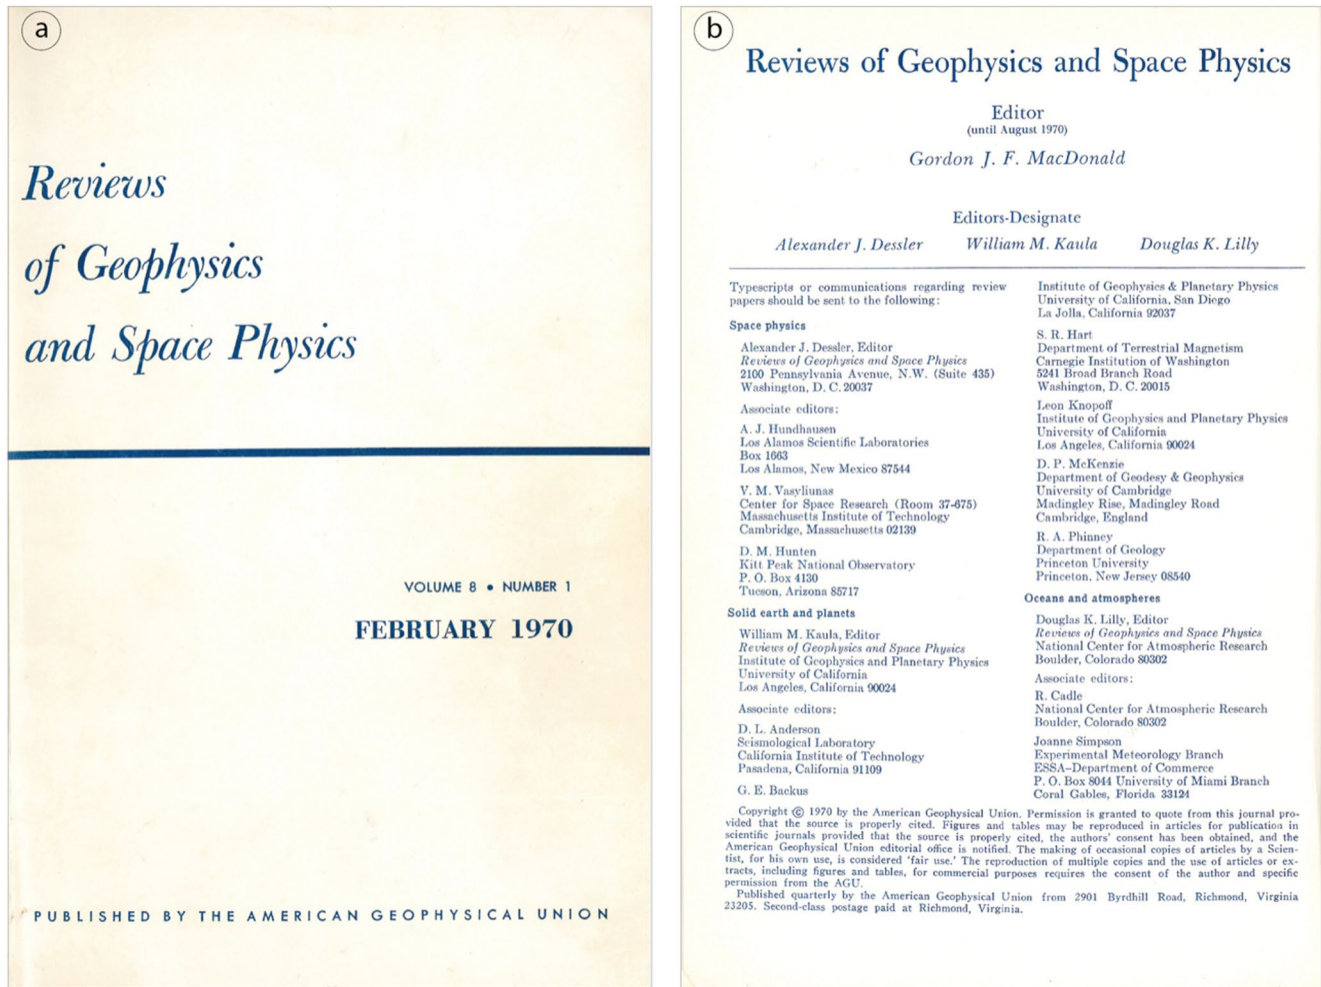 a
Reviews
of Geophysics
and Space Physics
VOLUME 8 • NUMBER 1
FEBRUARY 1970
PUBLISHED BY THE AMERICAN GEOPHYSICAL UNION
b
Reviews of Geophysics and Space Physics
Editor
(until August 1970)
Gordon J. F. MacDonald
Editors-Designate
Alexander J. Dessler William M. Kaula Douglas K. Lilly
Typescripts or communications regarding review
papers should be sent to the following:
Space physics
Alexander J. Dessler, Editor
Reviews of Geophysics and Space Physics
2100 Pennsylvania Avenue, N.W. (Suite 435)
Washington, D. C. 20037
Associate editors:
A. J. Hundhausen
Los Alamos Scientific Laboratories
Box 1663
Los Alamos, New Mexico 87544
V. M. Vasyliunas
Center for Space Research (Room 37-675)
Massachusetts Institute of Technology
Cambridge, Massachusetts 02139
D. M. Hunten
Kitt Peak National Observatory
P. O. Box 4130
Tucson, Arizona 85717
Solid earth and planets
William M. Kaula, Editor
Reviews of Geophysics and Space Physics
Institute of Geophysics and Planetary Physics
University of California
Los Angeles, California 90024
Associate editors:
D. L. Anderson
Seismological Laboratory
California Institute of Technology
Pasadena, California 91109
G. E. Backus
Institute of Geophysics & Planetary Physics
University of California, San Diego
La Jolla, California 92037
S. R. Hart
Department of Terrestrial Magnetism
Carnegie Institution of Washington
5241 Broad Branch Road
Washington, D. C. 20015
Leon Knopoff
Institute of Geophysics and Planetary Physics
University of California
Los Angeles, California 90024
D. P. McKenzie
Department of Geodesy & Geophysics
University of Cambridge
Madingley Rise, Madingley Road
Cambridge, England
R. A. Phinney
Department of Geology
Princeton University
Princeton, New Jersey 08540
Oceans and atmospheres
Douglas K. Lilly, Editor
Reviews of Geophysics and Space Physics
National Center for Atmospheric Research
Boulder, Colorado 80302
Associate editors:
R. Cadle
National Center for Atmospheric Research
Boulder, Colorado 80302
Joanne Simpson
Experimental Meteorology Branch
ESSA–Department of Commerce
P. O. Box 8044 University of Miami Branch
Coral Gables, Florida 33124
Copyright © 1970 by the American Geophysical Union. Permission is granted to quote from this journal pro-
vided that the source is properly cited. Figures and tables may be reproduced in articles for publication in
scientific journals provided that the source is properly cited, the authors' consent has been obtained, and the
American Geophysical Union editorial office is notified. The making of occasional copies of articles by a Scien-
tist, for his own use, is considered 'fair use.' The reproduction of multiple copies and the use of articles or ex-
tracts, including figures and tables, for commercial purposes requires the consent of the author and specific
permission from the AGU.
Published quarterly by the American Geophysical Union from 2901 Byrdhill Road, Richmond, Virginia
23205. Second-class postage paid at Richmond, Virginia.